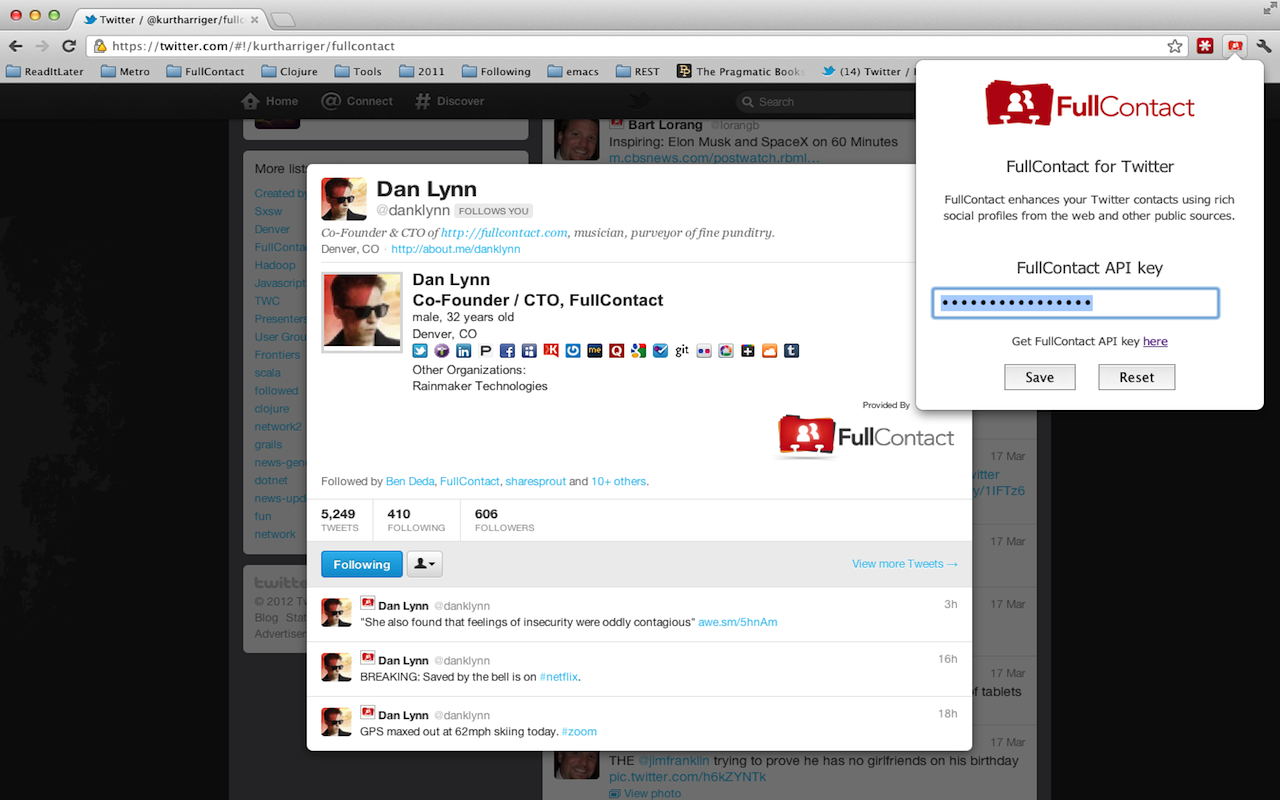 Twitter / @kurtharriger/fullc
https://twitter.com/#!/kurtharriger/fullcontact
ReadItLater Metro FullContact Clojure Tools 2011 Following emacs REST The Pragmatic Books (14) Twitter /
Home Connect Discover Search
More list
Created by
Sxsw
Denver
FullConta
Hadoop
Javascript
TWC
Presenters
User Grou
Frontiers
scala
followed
clojure
network2
grails
news-gen
dotnet
news-upd
fun
network
twitte
© 2012 Tw
Blog Stat
Advertiser
Bart Lorang @lorangb
Inspiring: Elon Musk and SpaceX on 60 Minutes
m.cbsnews.com/postwatch.rbml…
Dan Lynn
@danklynn FOLLOWS YOU
Co-Founder & CTO of http://fullcontact.com, musician, purveyor of fine punditry.
Denver, CO · http://about.me/danklynn
Dan Lynn
Co-Founder / CTO, FullContact
male, 32 years old
Denver, CO
me git
Other Organizations:
Rainmaker Technologies
Provided By
FullContact
Followed by Ben Deda, FullContact, sharesprout and 10+ others.
5,249 410 606
TWEETS FOLLOWING FOLLOWERS
Following
View more Tweets →
Dan Lynn @danklynn 3h
"She also found that feelings of insecurity were oddly contagious" awe.sm/5hnAm
Dan Lynn @danklynn 16h
BREAKING: Saved by the bell is on #netflix.
Dan Lynn @danklynn 18h
GPS maxed out at 62mph skiing today. #zoom
17 Mar
witter
y/1IFTz6
17 Mar
17 Mar
17 Mar
of tablets
17 Mar
THE @jimfranklin trying to prove he has no girlfriends on his birthday
pic.twitter.com/h6kZYNTk
View photo
FullContact
FullContact for Twitter
FullContact enhances your Twitter contacts using rich
social profiles from the web and other public sources.
FullContact API key
••••••••••••••••
Get FullContact API key here
Save Reset